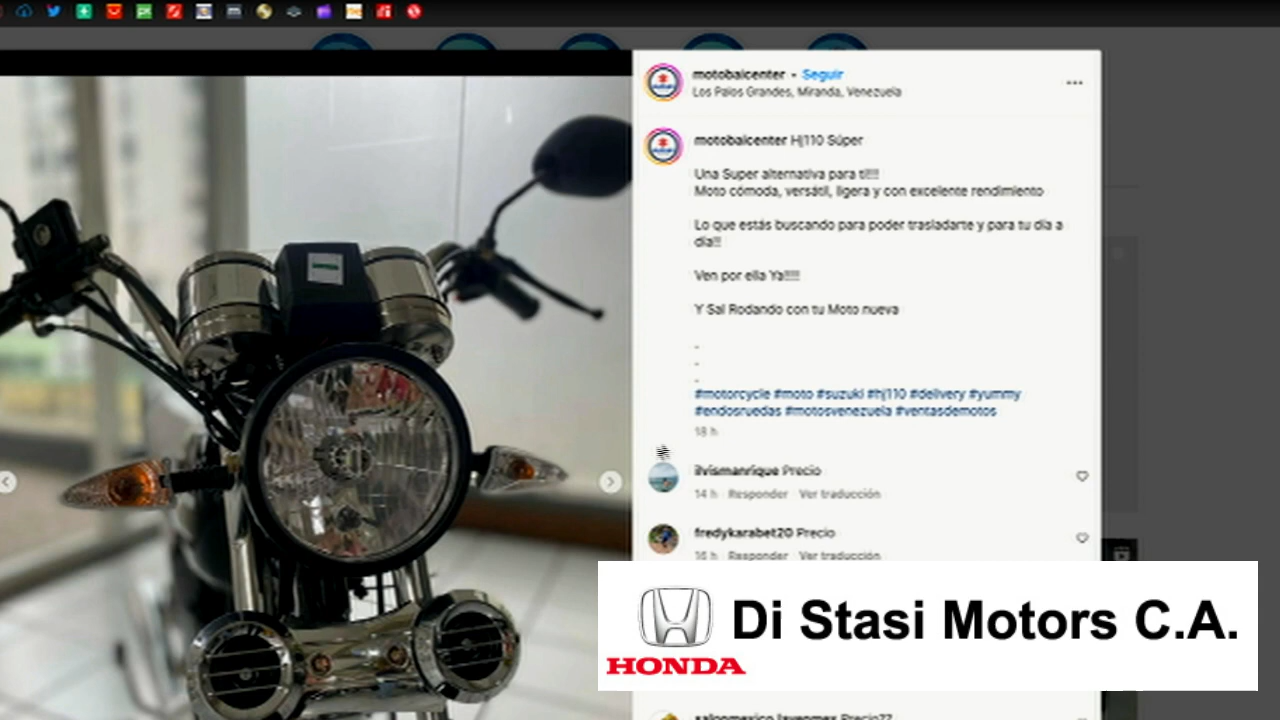 motobaicenter • Seguir
Los Palos Grandes, Miranda, Venezuela
motobaicenter Hj110 Súper
Una Super alternativa para ti!!!
Moto cómoda, versátil, ligera y con excelente rendimiento
Lo que estás buscando para poder trasladarte y para tu día a
día!!
Ven por ella Ya!!!!
Y Sal Rodando con tu Moto nueva
.
.
.
#motorcycle #moto #suzuki #hj110 #delivery #yummy
#endosruedas #motosvenezuela #ventasdemotos
18 h
ilvismanrique Precio
14 h Responder Ver traducción
fredykarabet20 Precio
16 h Responder Ver traducción
Di Stasi Motors C.A.
HONDA
Precio??